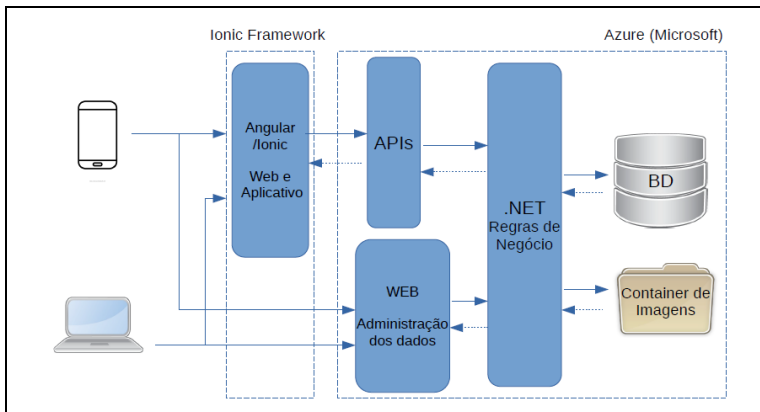 Ionic Framework
Azure (Microsoft)
Angular
/Ionic
Web e
Aplicativo
APIs
.NET
Regras de
Negócio
BD
WEB
Administração
dos dados
Container de
Imagens